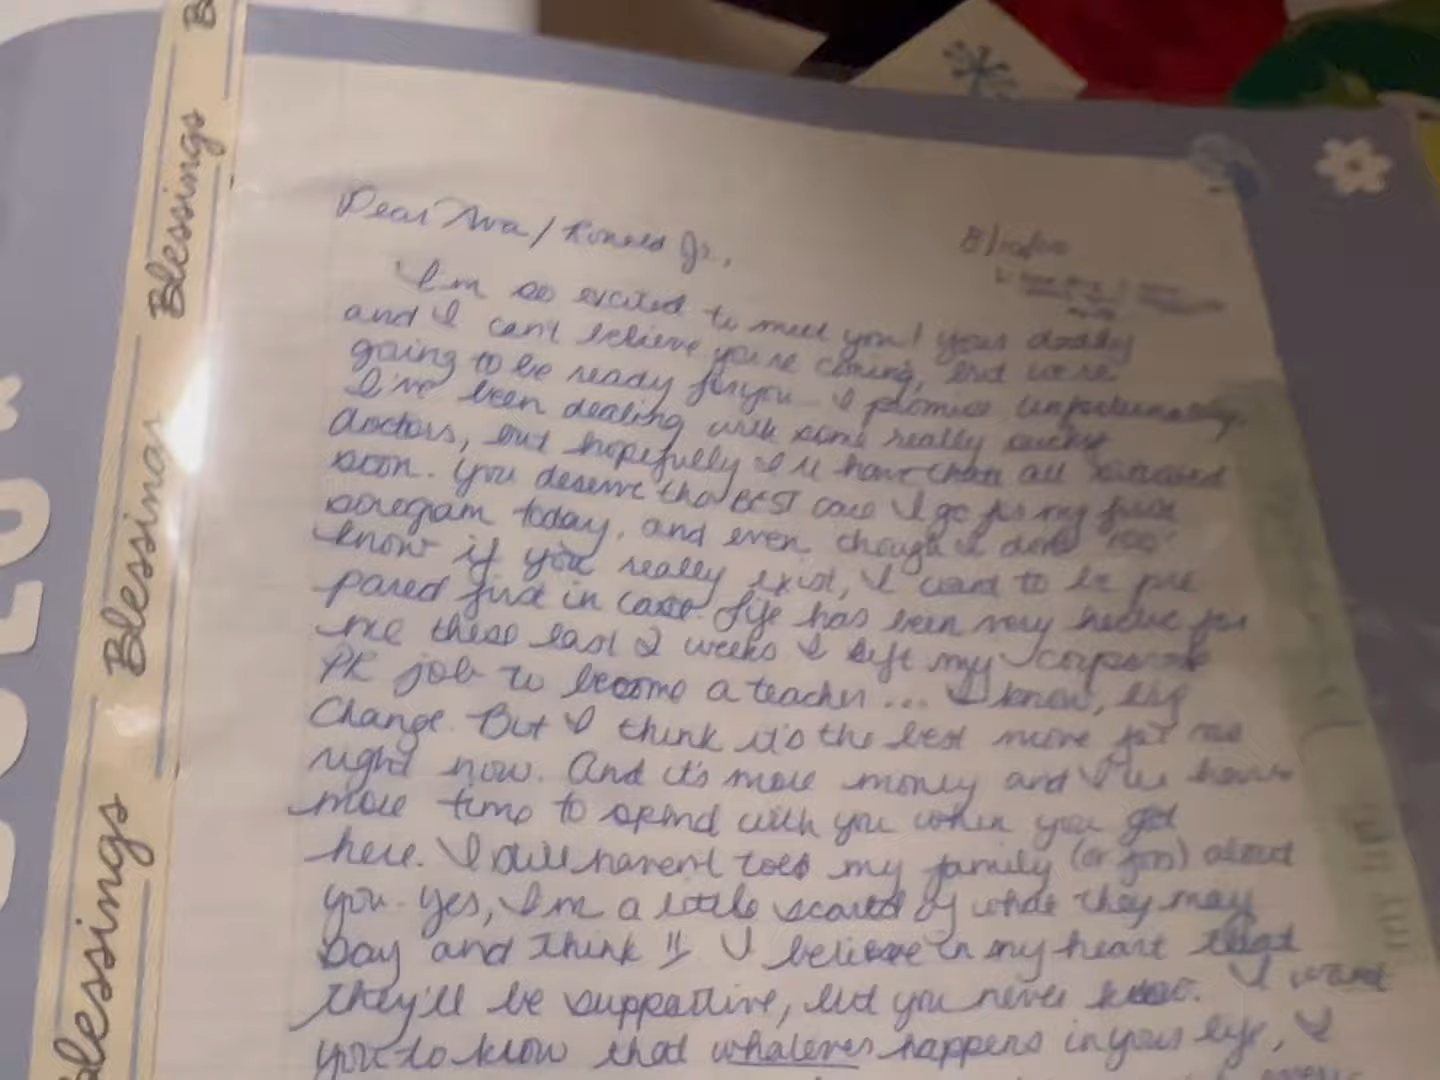 Blessings
Blessings
Blessings
Blessings
Dear Ava / Ronald Jr.,
I'm so excited to meet you! your daddy
and I can't believe you're coming, but we're
going to be ready for you. I promise. Unfortunately,
I've been dealing with some really sucky
doctors, but hopefully I'll have that all
soon. you deserve the BEST care. I go for my first
sonogram today, and even though I don't 100%
know if you really exist, I want to be pre
pared just in case. Life has been very hectic for
me these last 2 weeks. I left my corporate
PR job to become a teacher... I know, big
Change. But I think it's the best move for me
right now. And it's more money and I'll have
more time to spend with you when you get
here. I still haven't told my family (or) about
you. yes, I'm a little scared of what they may
say and think !! I believe in my heart that
they'll be supportive, but you never know. I want
you to know that whatever happens in your life, I